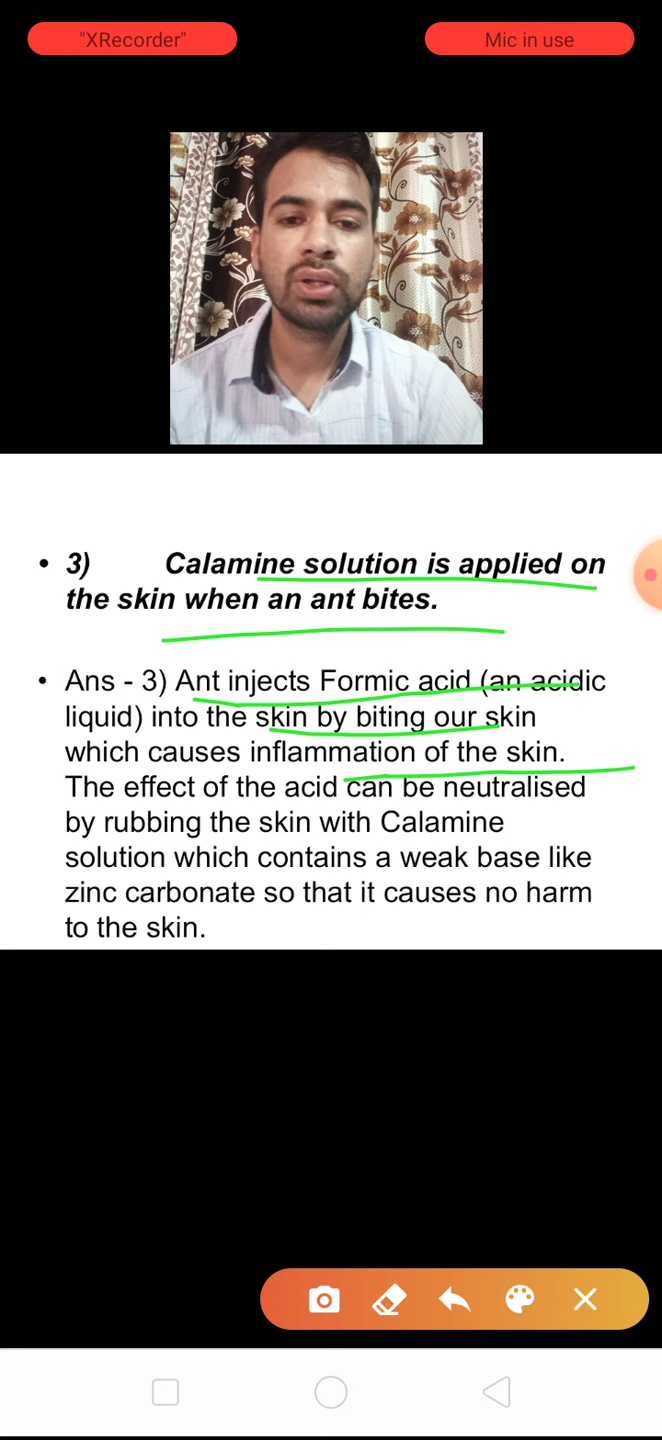 "XRecorder" Mic in use
• 3) Calamine solution is applied on
the skin when an ant bites.
• Ans - 3) Ant injects Formic acid (an acidic
liquid) into the skin by biting our skin
which causes inflammation of the skin.
The effect of the acid can be neutralised
by rubbing the skin with Calamine
solution which contains a weak base like
zinc carbonate so that it causes no harm
to the skin.